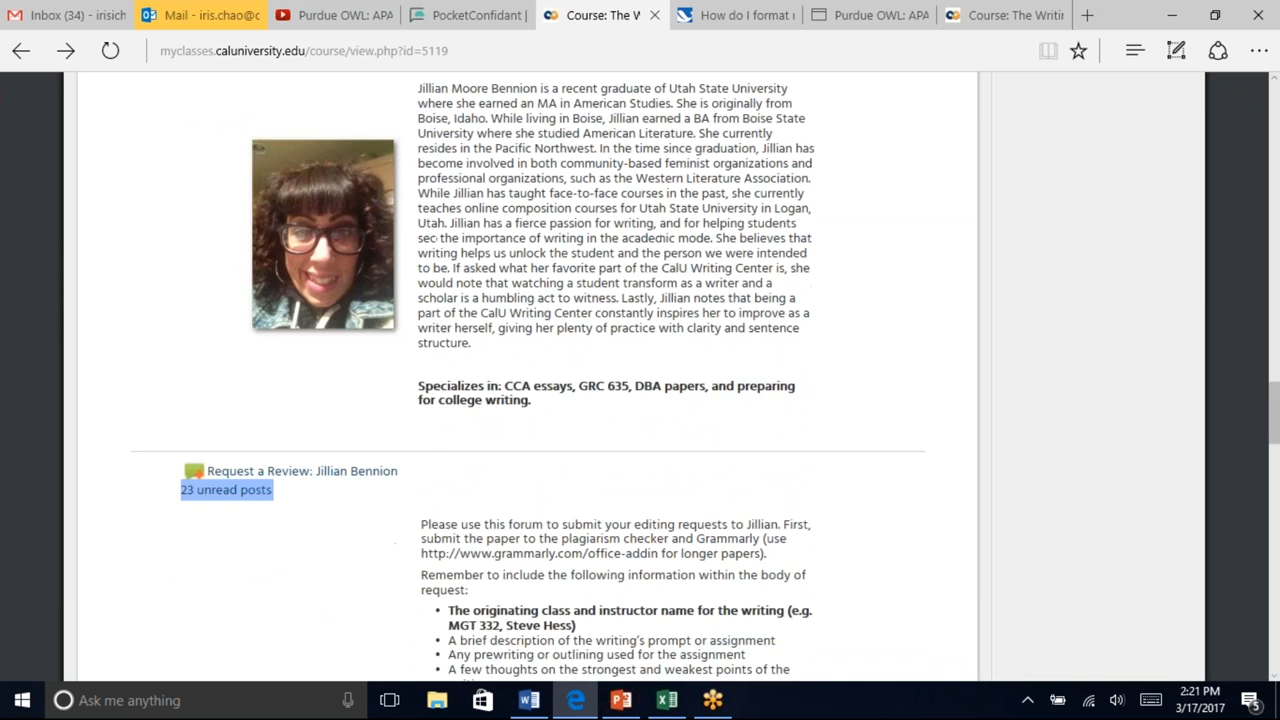 Inbox (34) - irisich
Mail - iris.chao@c
Purdue OWL: APA
PocketConfidant |
Course: The W
How do I format i
Purdue OWL: APA
Course: The Writin
myclasses.caluniversity.edu/course/view.php?id=5119
Jillian Moore Bennion is a recent graduate of Utah State University
where she earned an MA in American Studies. She is originally from
Boise, Idaho. While living in Boise, Jillian earned a BA from Boise State
University where she studied American Literature. She currently
resides in the Pacific Northwest. In the time since graduation, Jillian has
become involved in both community-based feminist organizations and
professional organizations, such as the Western Literature Association.
While Jillian has taught face-to-face courses in the past, she currently
teaches online composition courses for Utah State University in Logan,
Utah. Jillian has a fierce passion for writing, and for helping students
see the importance of writing in the academic mode. She believes that
writing helps us unlock the student and the person we were intended
to be. If asked what her favorite part of the CalU Writing Center is, she
would note that watching a student transform as a writer and a
scholar is a humbling act to witness. Lastly, Jillian notes that being a
part of the CalU Writing Center constantly inspires her to improve as a
writer herself, giving her plenty of practice with clarity and sentence
structure.
Specializes in: CCA essays, GRC 635, DBA papers, and preparing
for college writing.
Request a Review: Jillian Bennion
23 unread posts
Please use this forum to submit your editing requests to Jillian. First,
submit the paper to the plagiarism checker and Grammarly (use
http://www.grammarly.com/office-addin for longer papers).
Remember to include the following information within the body of
request:
• The originating class and instructor name for the writing (e.g.
MGT 332, Steve Hess)
• A brief description of the writing's prompt or assignment
• Any prewriting or outlining used for the assignment
• A few thoughts on the strongest and weakest points of the
Ask me anything
2:21 PM
3/17/2017
5